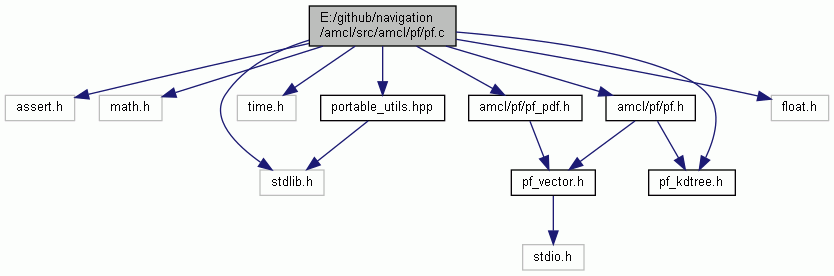 E:/github/navigation
/amcl/src/amcl/pf/pf.c
assert.h
math.h
time.h
portable_utils.hpp
amcl/pf/pf_pdf.h
amcl/pf/pf.h
float.h
stdlib.h
pf_vector.h
pf_kdtree.h
stdio.h